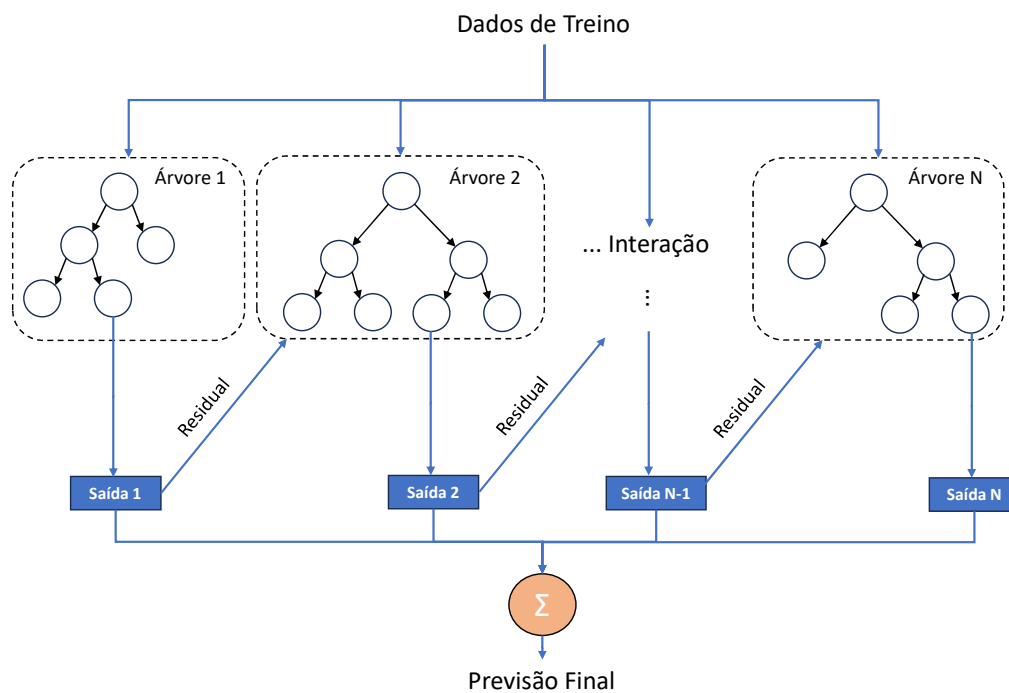 Dados de Treino
Árvore 1
Árvore 2
Árvore N
... Interação
...
Residual
Residual
Residual
Saída 1
Saída 2
Saída N-1
Saída N
Σ
Previsão Final